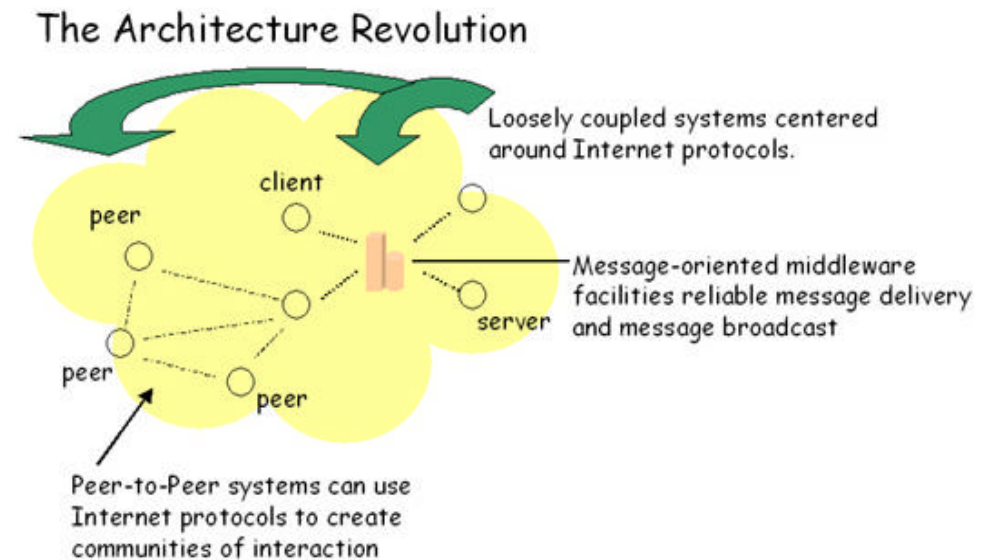 The Architecture Revolution
Loosely coupled systems centered
around Internet protocols.
client
peer
Message-oriented middleware
facilities reliable message delivery
and message broadcast
server
peer
peer
Peer-to-Peer systems can use
Internet protocols to create
communities of interaction